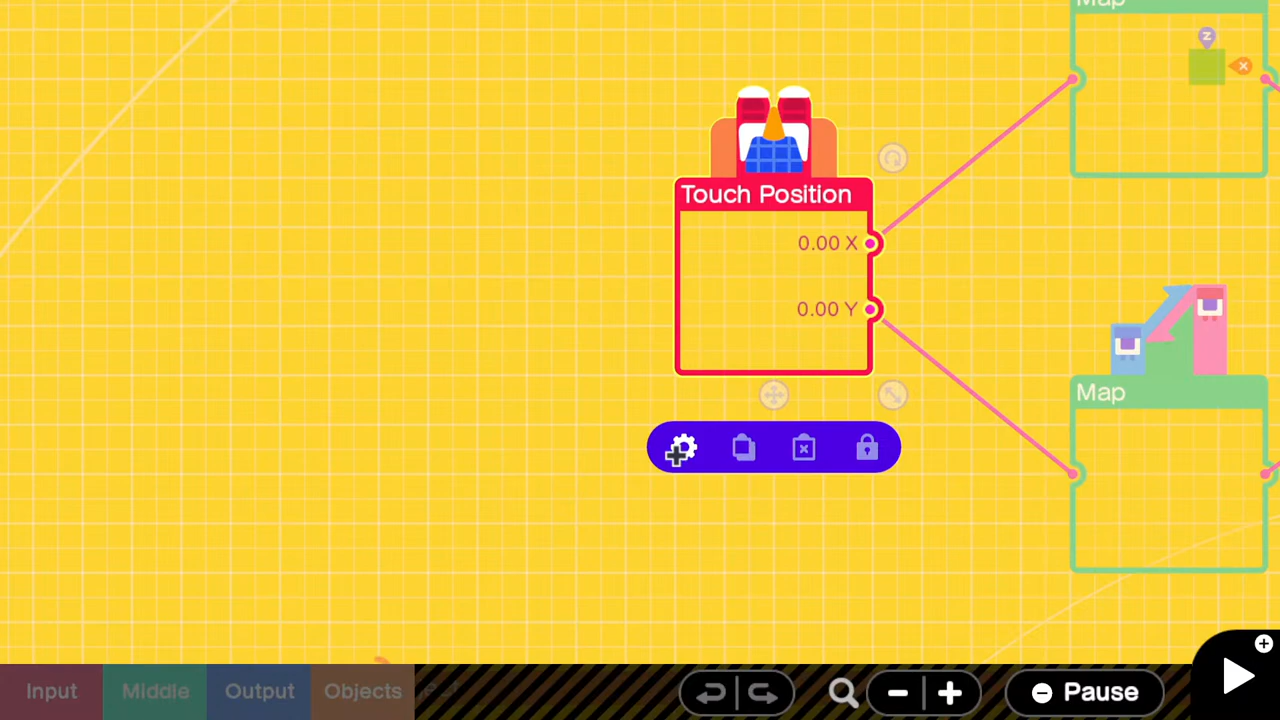 Map
Z
X
Touch Position
0.00 X
0.00 Y
Map
Input
Middle
Output
Objects
Pause